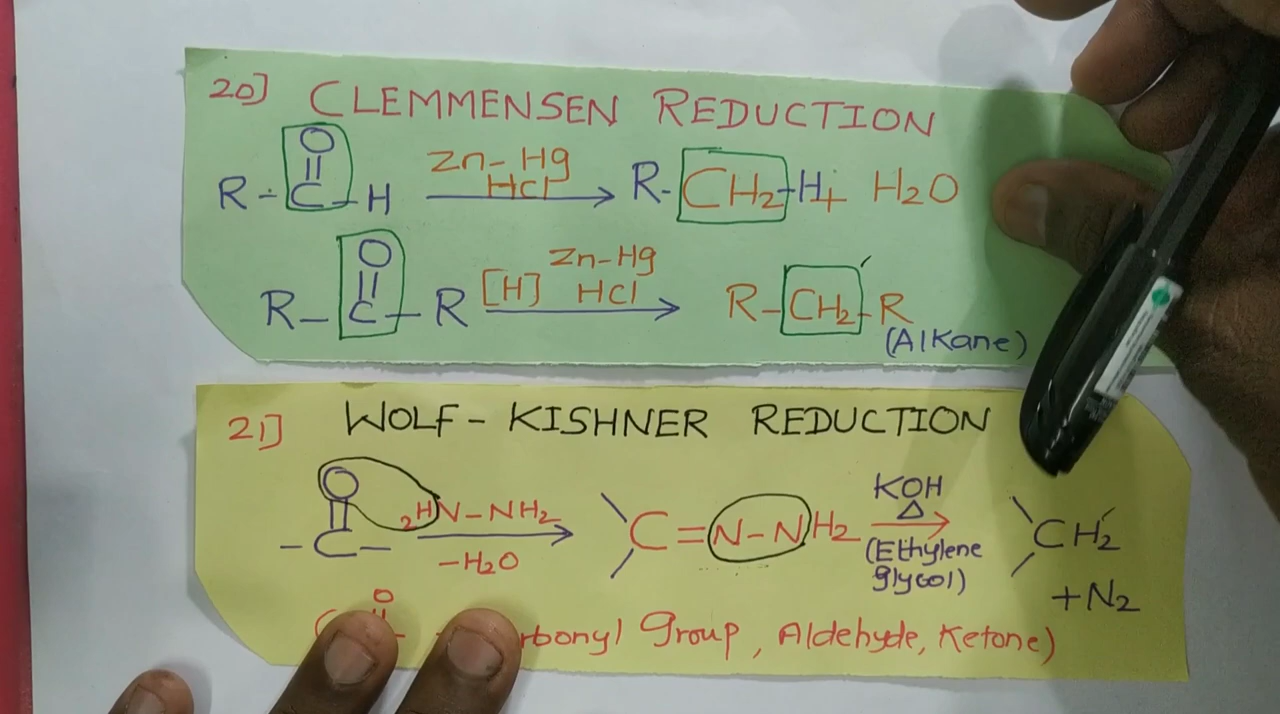 20] CLEMMENSEN REDUCTION
O
||
R-C-H Zn-Hg HCl → R-CH2-H + H2O
O
||
R-C-R [H] Zn-Hg HCl → R-CH2-R
(Alkane)
21] WOLF-KISHNER REDUCTION
O
||
-C- 2HN-NH2 -H2O → C=N-NH2 KOH Δ (Ethylene glycol) → CH2
+N2
O
Group, Aldehyde, Ketone)